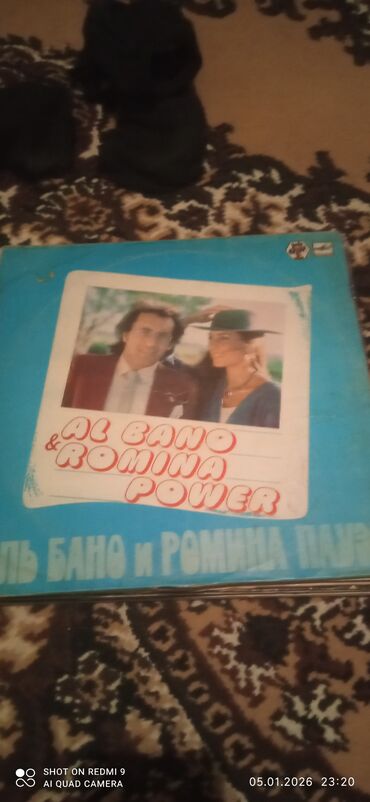 AL BANO
& ROMINA
POWER
ЛЬ БАНО и РОМИНА ПАУЭ
SHOT ON REDMI 9
AI QUAD CAMERA
05.01.2026 23:20